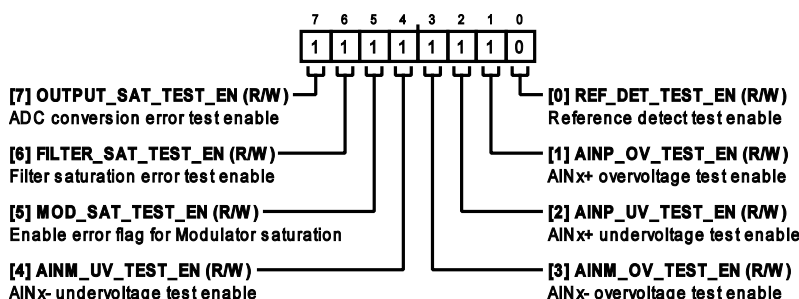 7 6 5 4 3 2 1 0
1 1 1 1 1 1 1 0
[7] OUTPUT_SAT_TEST_EN (R/W)
ADC conversion error test enable
[0] REF_DET_TEST_EN (R/W)
Reference detect test enable
[6] FILTER_SAT_TEST_EN (R/W)
Filter saturation error test enable
[1] AINP_OV_TEST_EN (R/W)
AINx+ overvoltage test enable
[5] MOD_SAT_TEST_EN (R/W)
Enable error flag for Modulator saturation
[2] AINP_UV_TEST_EN (R/W)
AINx+ undervoltage test enable
[4] AINM_UV_TEST_EN (R/W)
AINx- undervoltage test enable
[3] AINM_OV_TEST_EN (R/W)
AINx- overvoltage test enable